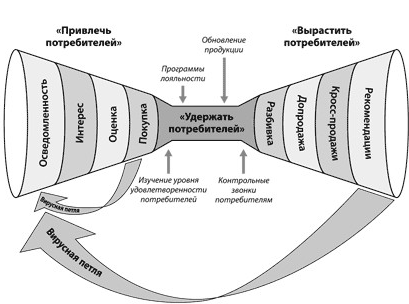 «Привлечь
потребителей»
Обновление
продукции
«Вырастить
потребителей»
Программы
лояльности
Осведомленность
Интерес
Оценка
Покупка
«Удержать
потребителей»
Разбивка
Допродажа
Кросс-продажи
Рекомендации
Вирусная петля
Изучение уровня
удовлетворенности
потребителей
Контрольные
звонки
потребителям
Вирусная петля